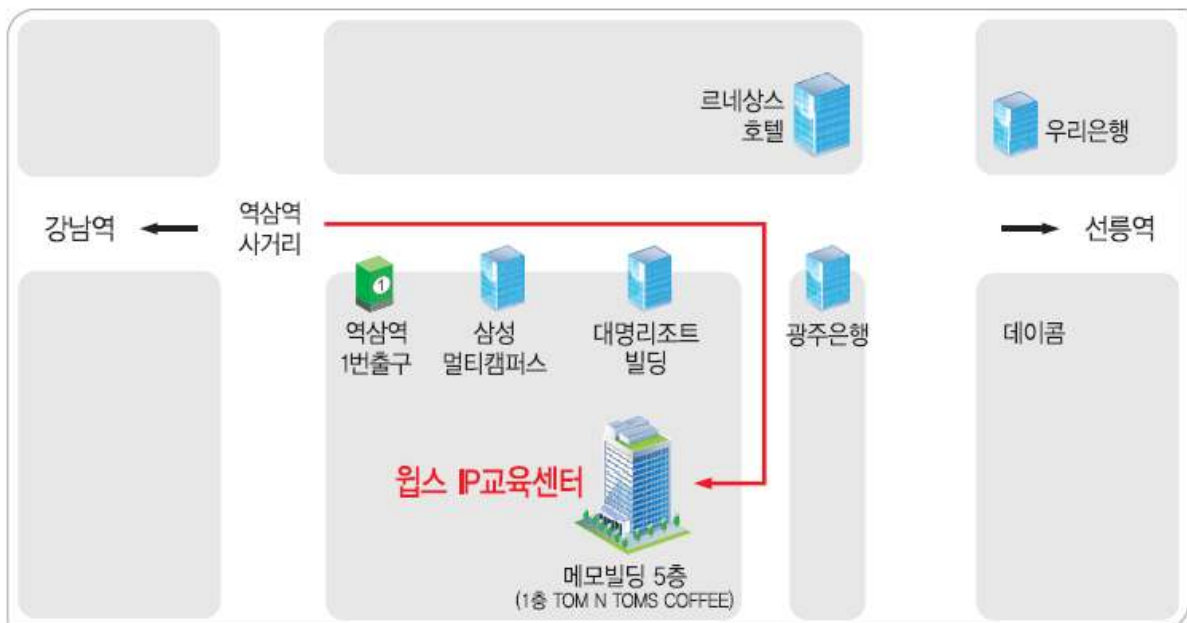 르네상스
호텔
우리은행
강남역
역삼역
사거리
선릉역
1
역삼역
1번출구
삼성
멀티캠퍼스
대명리조트
빌딩
광주은행
데이콤
윕스 IP교육센터
메모빌딩 5층
(1층 TOM N TOMS COFFEE)